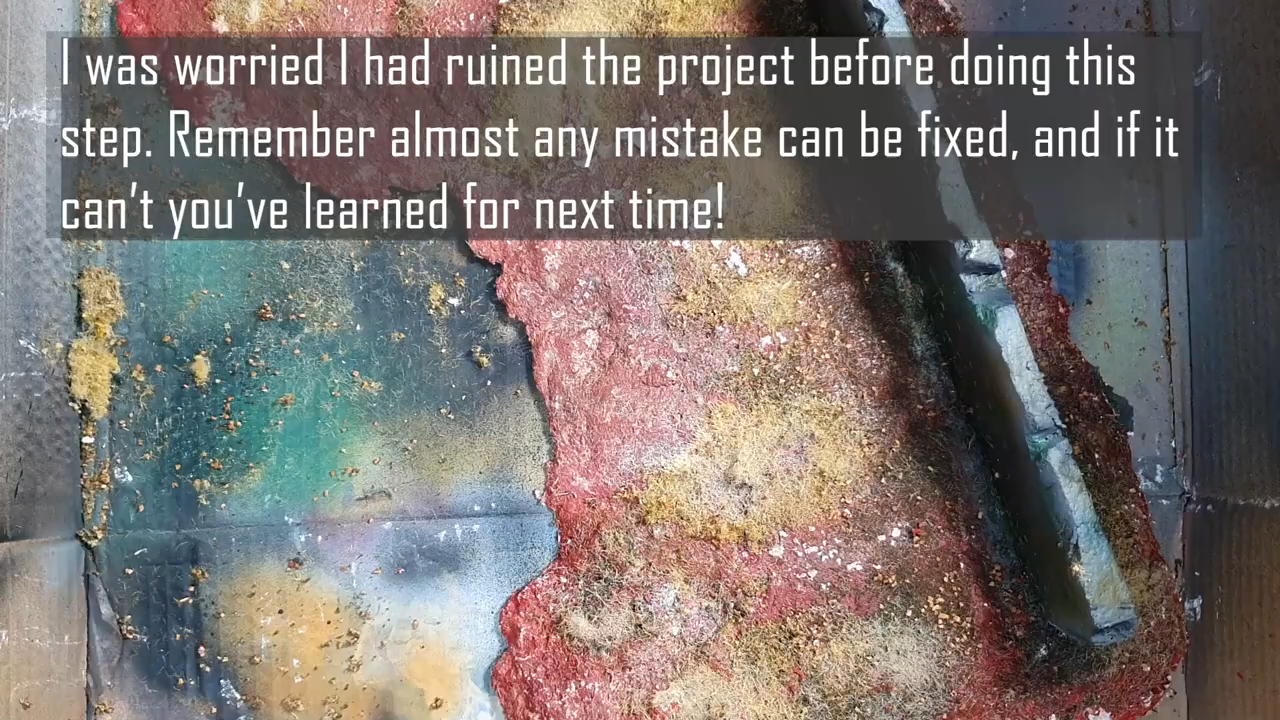 I was worried I had ruined the project before doing this
step. Remember almost any mistake can be fixed, and if it
can't you've learned for next time!